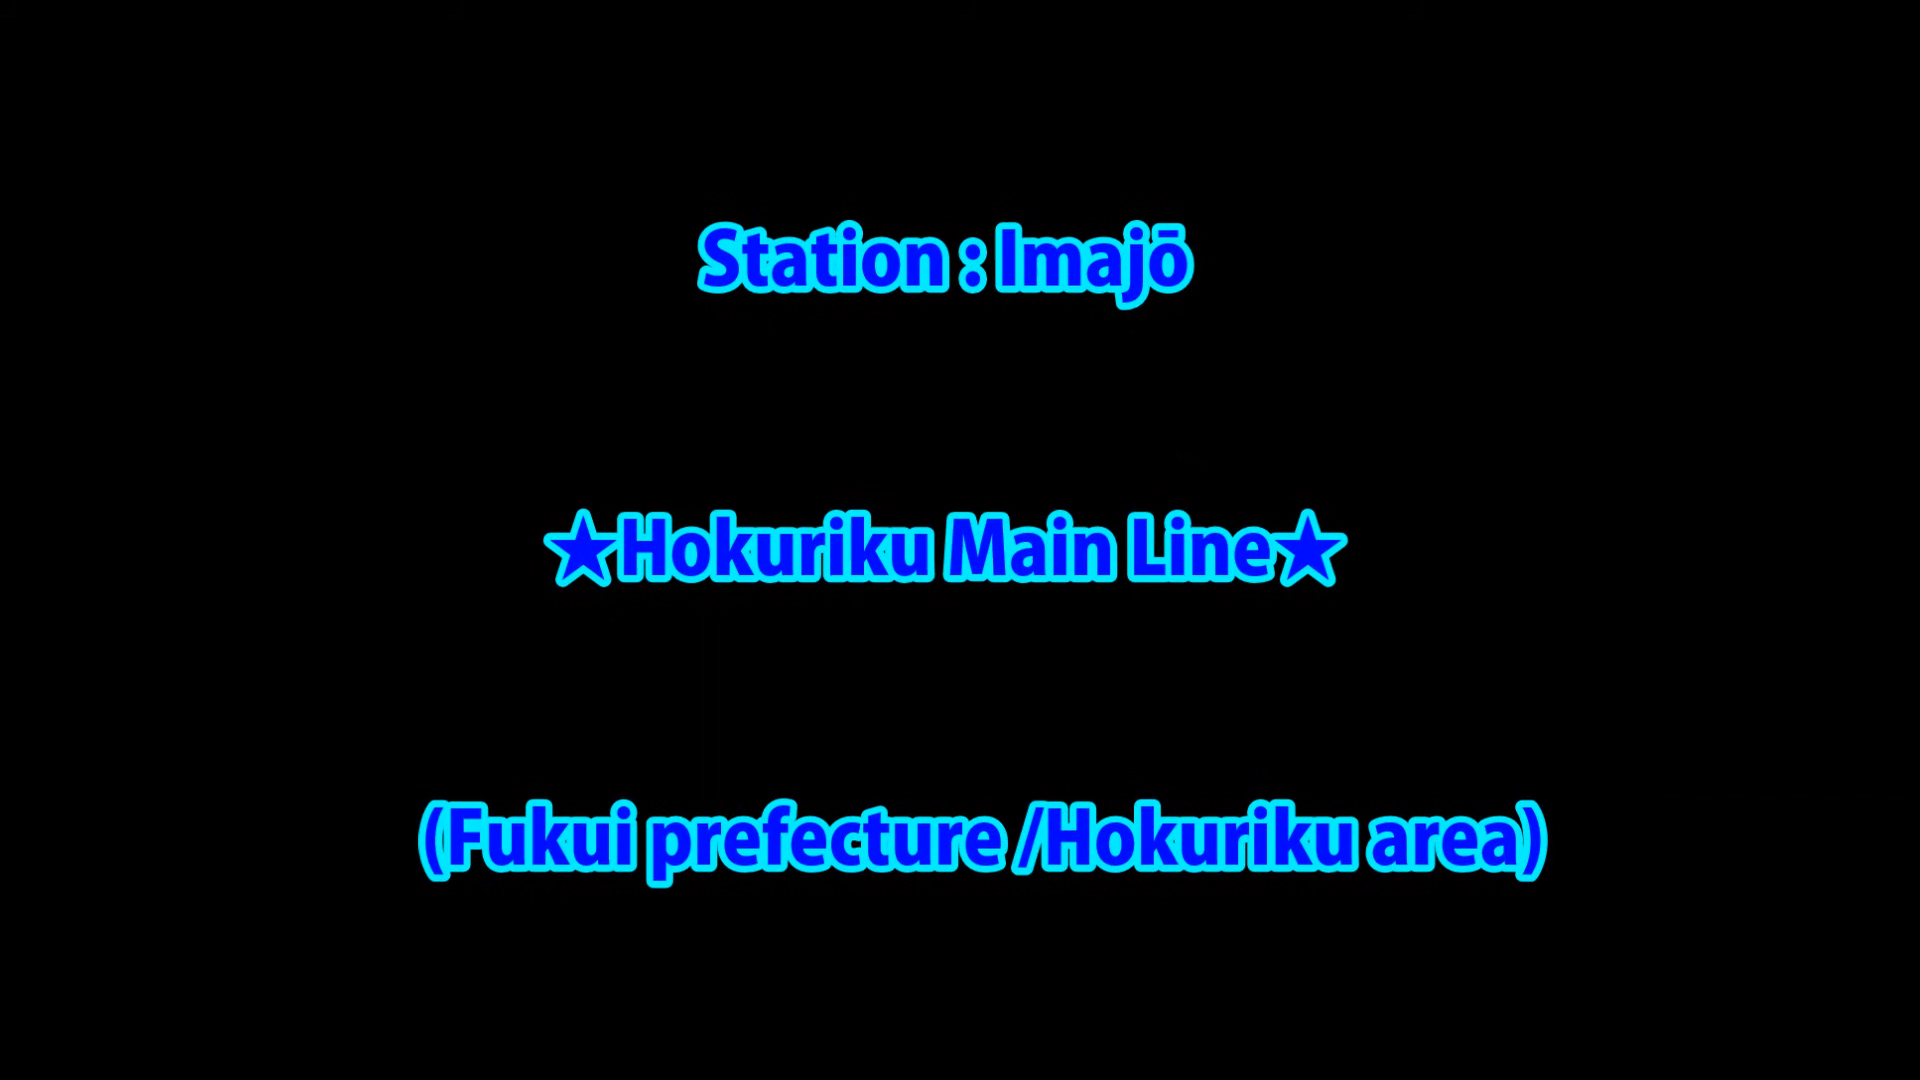 Station : Imajō
★Hokuriku Main Line★
(Fukui prefecture /Hokuriku area)